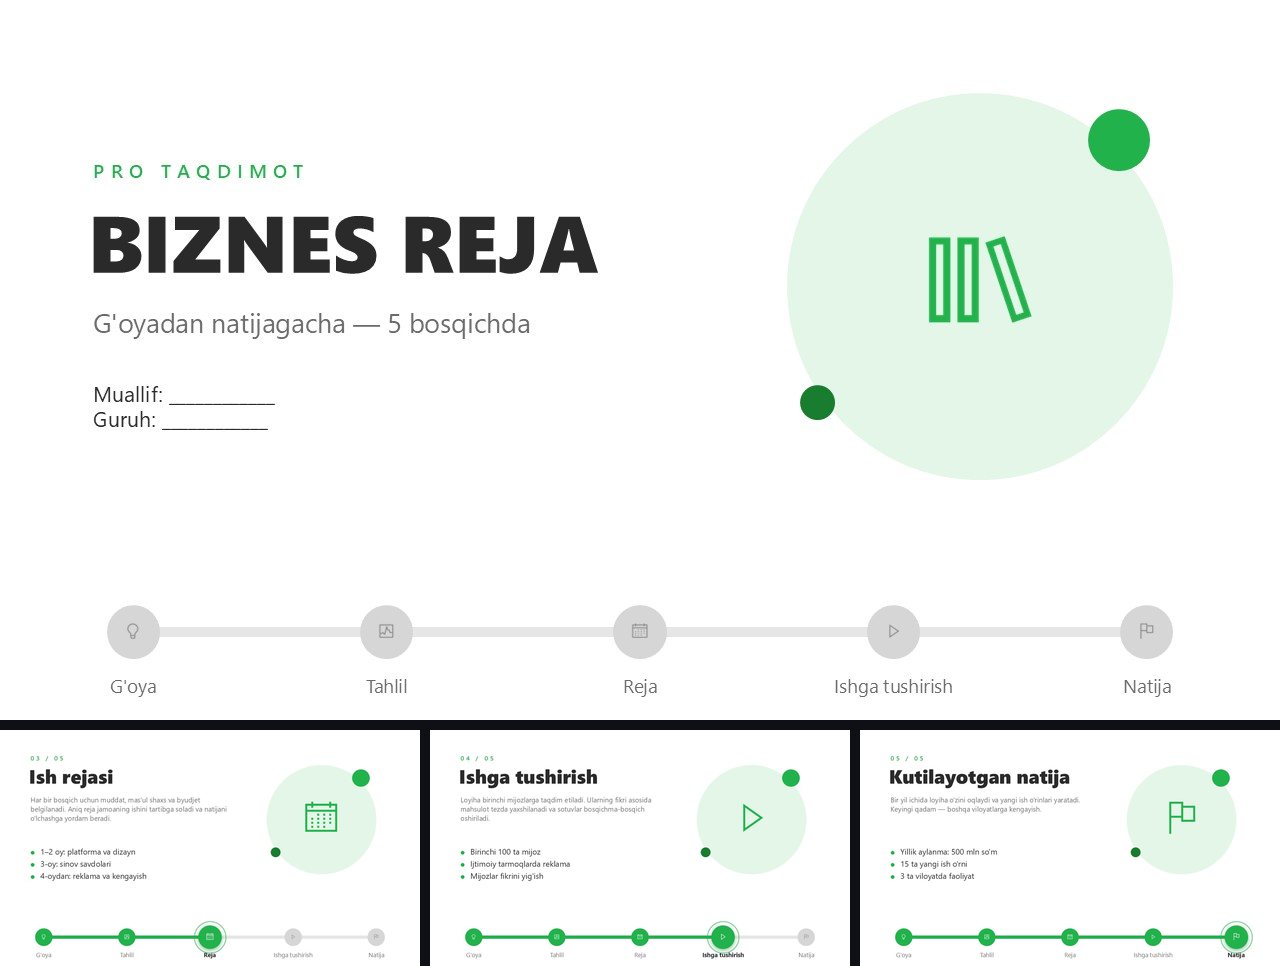 PRO TAQDIMOT
BIZNES REJA
G'oyadan natijagacha — 5 bosqichda
Muallif: ____________
Guruh: ____________
G'oya
Tahlil
Reja
Ishga tushirish
Natija
03 / 05
Ish rejasi
Har bir bosqich uchun muddat, mas'ul shaxs va byudjet
belgilanadi. Aniq reja jamoaning ishini tartibga soladi va natijani
o'lchashga yordam beradi.
1–2 oy: platforma va dizayn
3-oy: sinov savdolari
4-oydan: reklama va kengayish
G'oya
Tahlil
Reja
Ishga tushirish
Natija
04 / 05
Ishga tushirish
Loyiha birinchi mijozlarga taqdim etiladi. Ularning fikri asosida
mahsulot tezda yaxshilanadi va sotuvlar bosqichma-bosqich
oshiriladi.
Birinchi 100 ta mijoz
Ijtimoiy tarmoqlarda reklama
Mijozlar fikrini yig'ish
G'oya
Tahlil
Reja
Ishga tushirish
Natija
05 / 05
Kutilayotgan natija
Bir yil ichida loyiha o'zini oqlaydi va yangi ish o'rinlari yaratadi.
Keyingi qadam — boshqa viloyatlarga kengayish.
Yillik aylanma: 500 mln so'm
15 ta yangi ish o'rni
3 ta viloyatda faoliyat
G'oya
Tahlil
Reja
Ishga tushirish
Natija